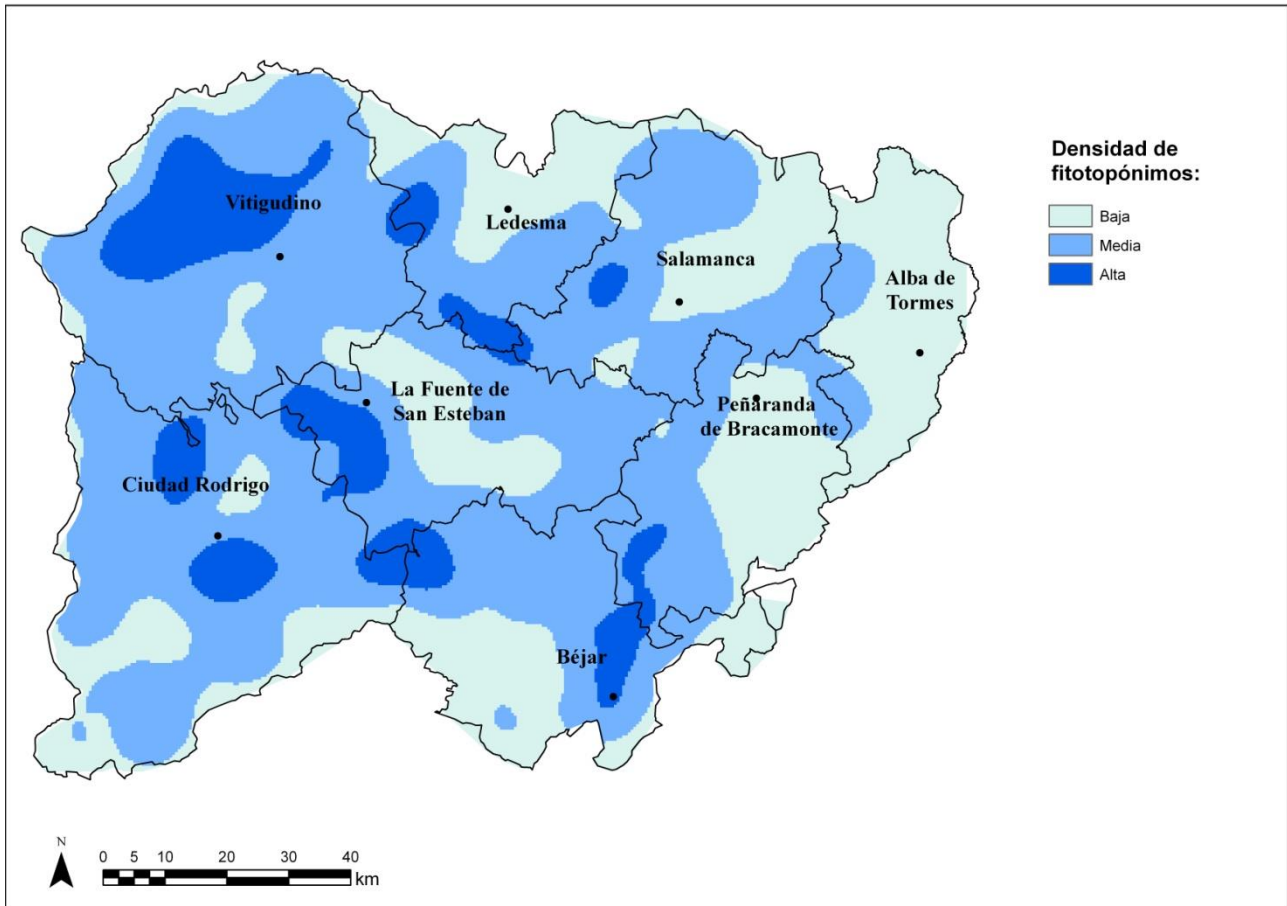 Densidad de
fitotopónimos:
Baja
Media
Alta
Vitigudino
Ledesma
Salamanca
Alba de
Tormes
La Fuente de
San Esteban
Peñaranda
de Bracamonte
Ciudad Rodrigo
Béjar
N
0 5 10 20 30 40
km